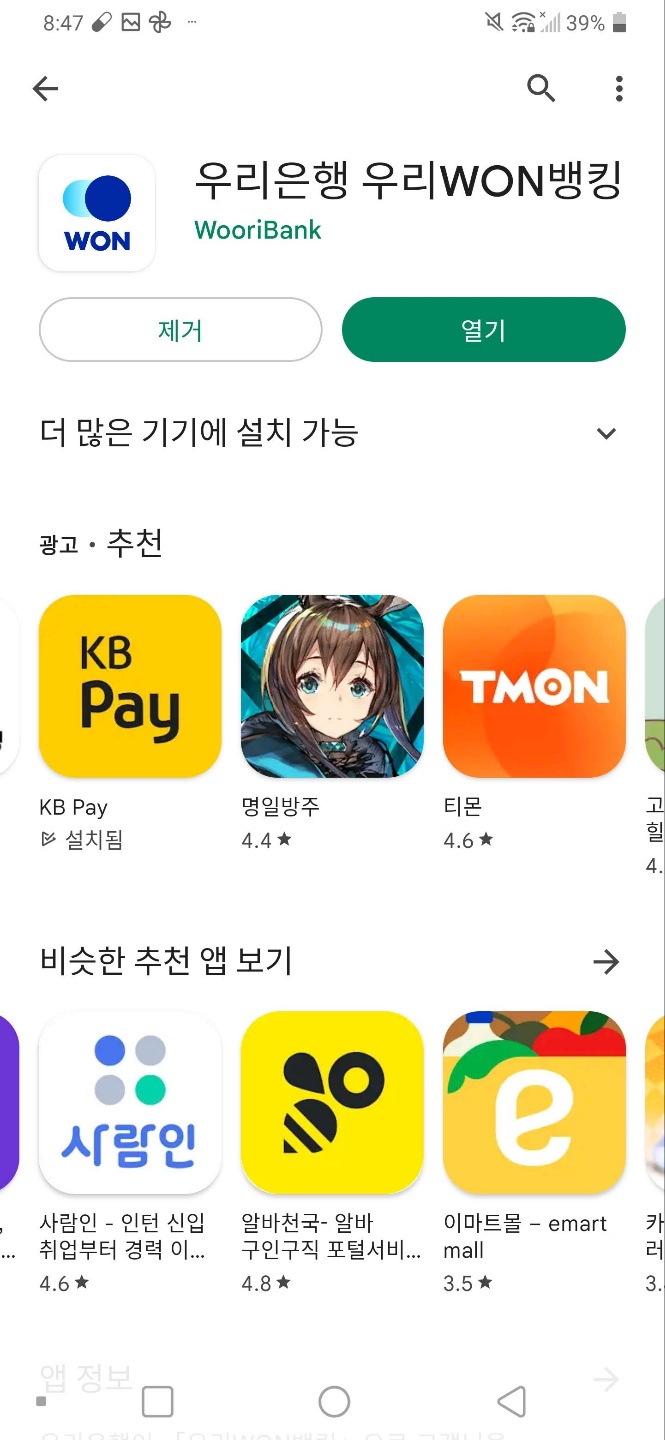 8:47
39%
우리은행 우리WON뱅킹
WON
WooriBank
제거
열기
더 많은 기기에 설치 가능
광고 • 추천
KB
Pay
TMON
KB Pay
명일방주
티몬
고
설치됨
4.4★
4.6★
힐
4.
비슷한 추천 앱 보기
사람인
e
사람인 - 인턴 신입
알바천국- 알바
이마트몰 – emart
카
취업부터 경력 이...
구인구직 포털서비...
mall
러
4.6★
4.8★
3.5★
3.
앱 정보